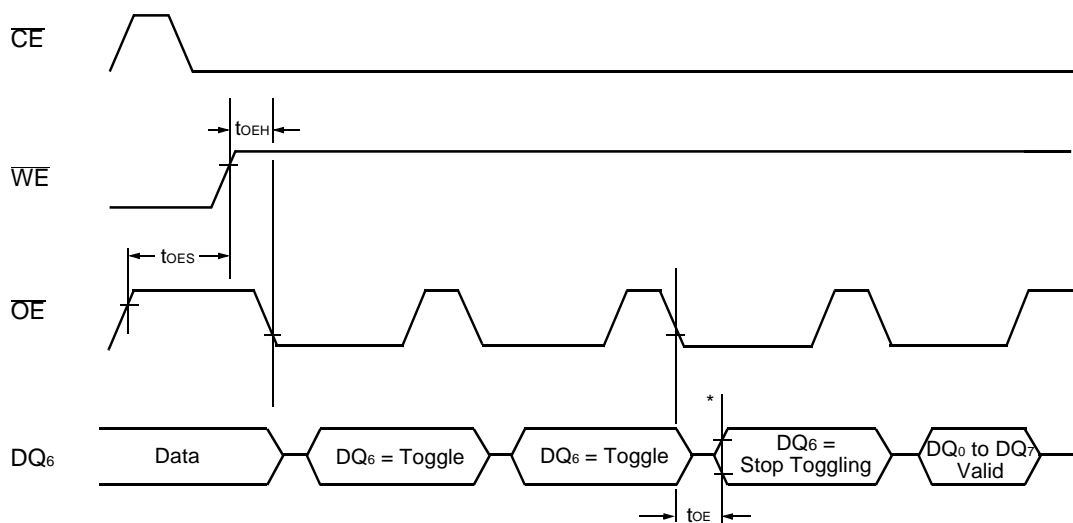 CE
tOEH
WE
tOES
OE
*
DQ6
Data
DQ6 = Toggle
DQ6 = Toggle
DQ6 =
Stop Toggling
DQ0 to DQ7
Valid
tOE